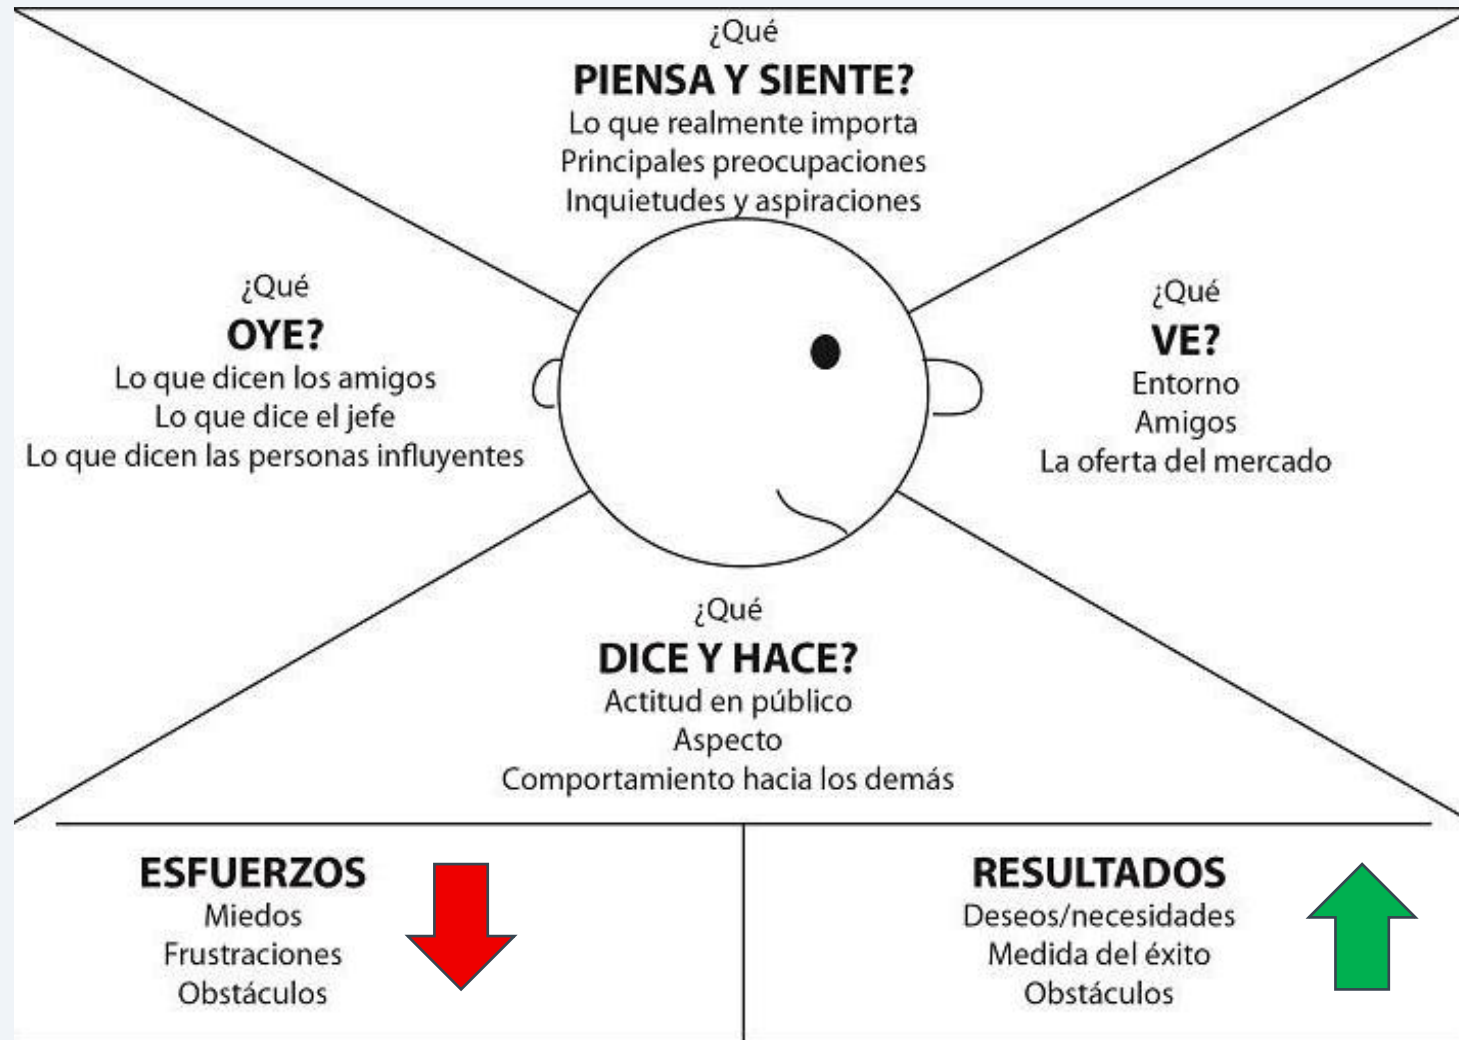 ¿Qué
PIENSA Y SIENTE?
Lo que realmente importa
Principales preocupaciones
Inquietudes y aspiraciones
¿Qué
OYE?
Lo que dicen los amigos
Lo que dice el jefe
Lo que dicen las personas influyentes
¿Qué
VE?
Entorno
Amigos
La oferta del mercado
¿Qué
DICE Y HACE?
Actitud en público
Aspecto
Comportamiento hacia los demás
ESFUERZOS
Miedos
Frustraciones
Obstáculos
RESULTADOS
Deseos/necesidades
Medida del éxito
Obstáculos